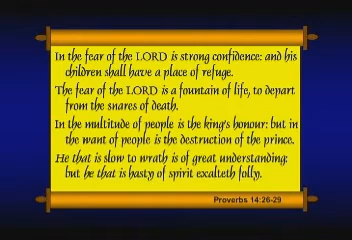 In the fear of the LORD is strong confidence: and his
children shall have a place of refuge.
The fear of the LORD is a fountain of life, to depart
from the snares of death.
In the multitude of people is the king's honour: but in
the want of people is the destruction of the prince.
He that is slow to wrath is of great understanding:
but he that is hasty of spirit exalteth folly.
Proverbs 14:26-29